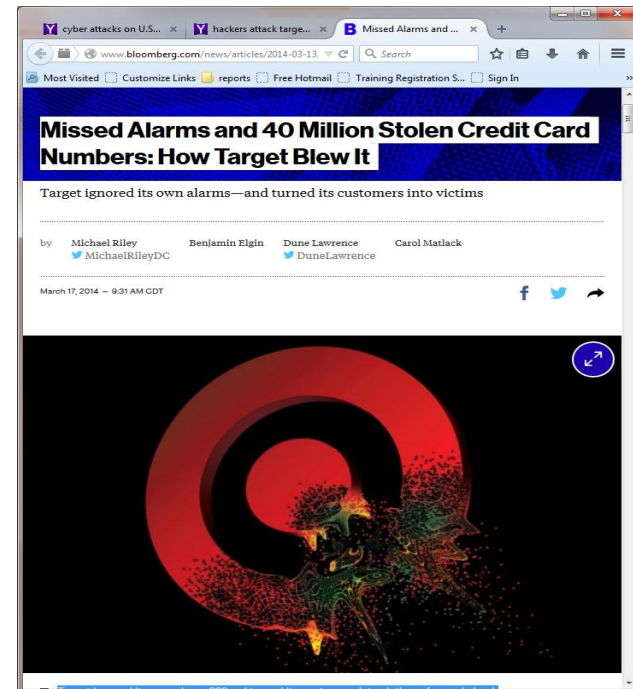 cyber attacks on U.S...
hackers attack targe...
Missed Alarms and ...
www.bloomberg.com/news/articles/2014-03-13
Search
Most Visited Customize Links reports Free Hotmail Training Registration S... Sign In
Missed Alarms and 40 Million Stolen Credit Card
Numbers: How Target Blew It
Target ignored its own alarms—and turned its customers into victims
by Michael Riley Benjamin Elgin Dune Lawrence Carol Matlack
MichaelRileyDC DuneLawrence
March 17, 2014 — 9:31 AM CDT